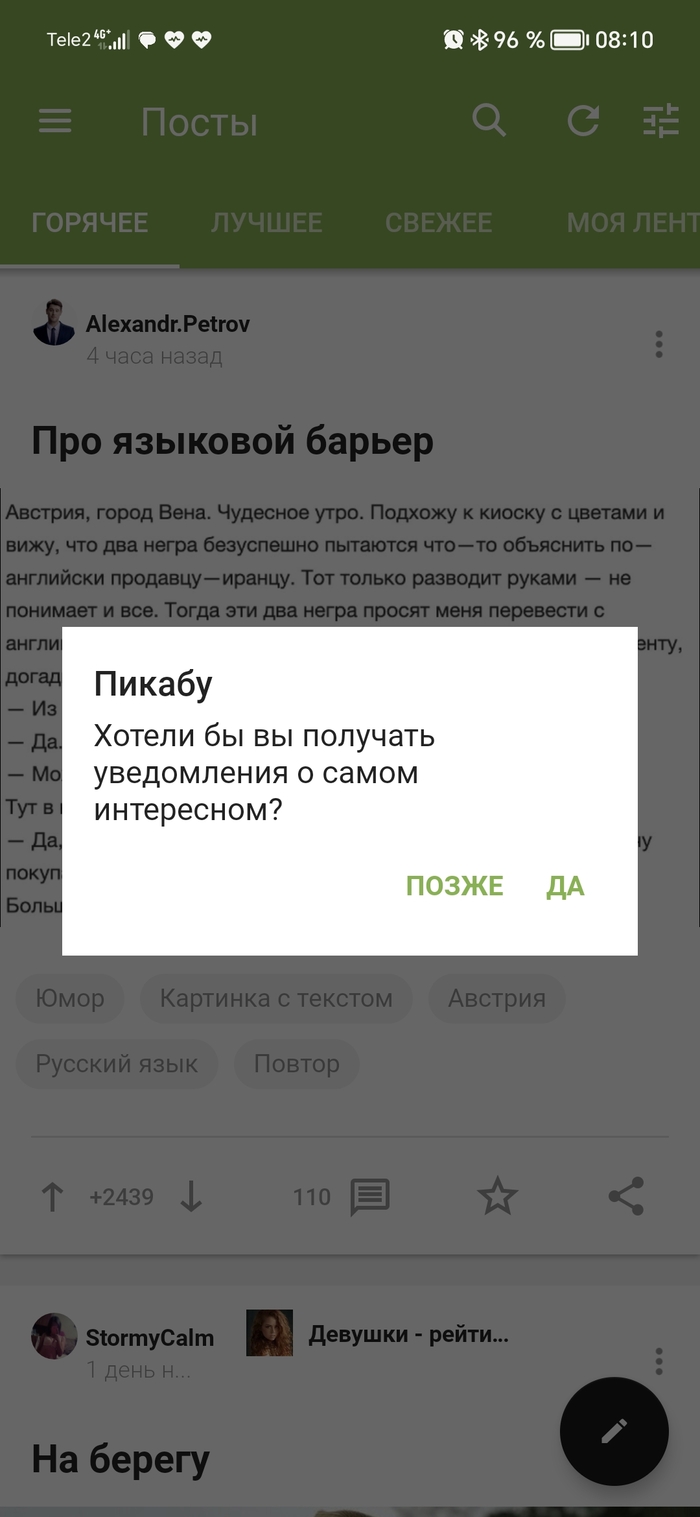 Tele2 4G+ 96 % 08:10
Посты
ГОРЯЧЕЕ ЛУЧШЕЕ СВЕЖЕЕ МОЯ ЛЕНТ
Alexandr.Petrov
4 часа назад
Про языковой барьер
Австрия, город Вена. Чудесное утро. Подхожу к киоску с цветами и
вижу, что два негра безуспешно пытаются что—то объяснить по—
английски продавцу—иранцу. Тот только разводит руками — не
понимает и все. Тогда эти два негра просят меня перевести с
англи енту,
догад
— Из
— Да.
— Мо
Тут в
— Да, у
покуп
Больш
Пикабу
Хотели бы вы получать
уведомления о самом
интересном?
ПОЗЖЕ ДА
Юмор Картинка с текстом Австрия
Русский язык Повтор
+2439 110
StormyCalm Девушки - рейти...
1 день н...
На берегу